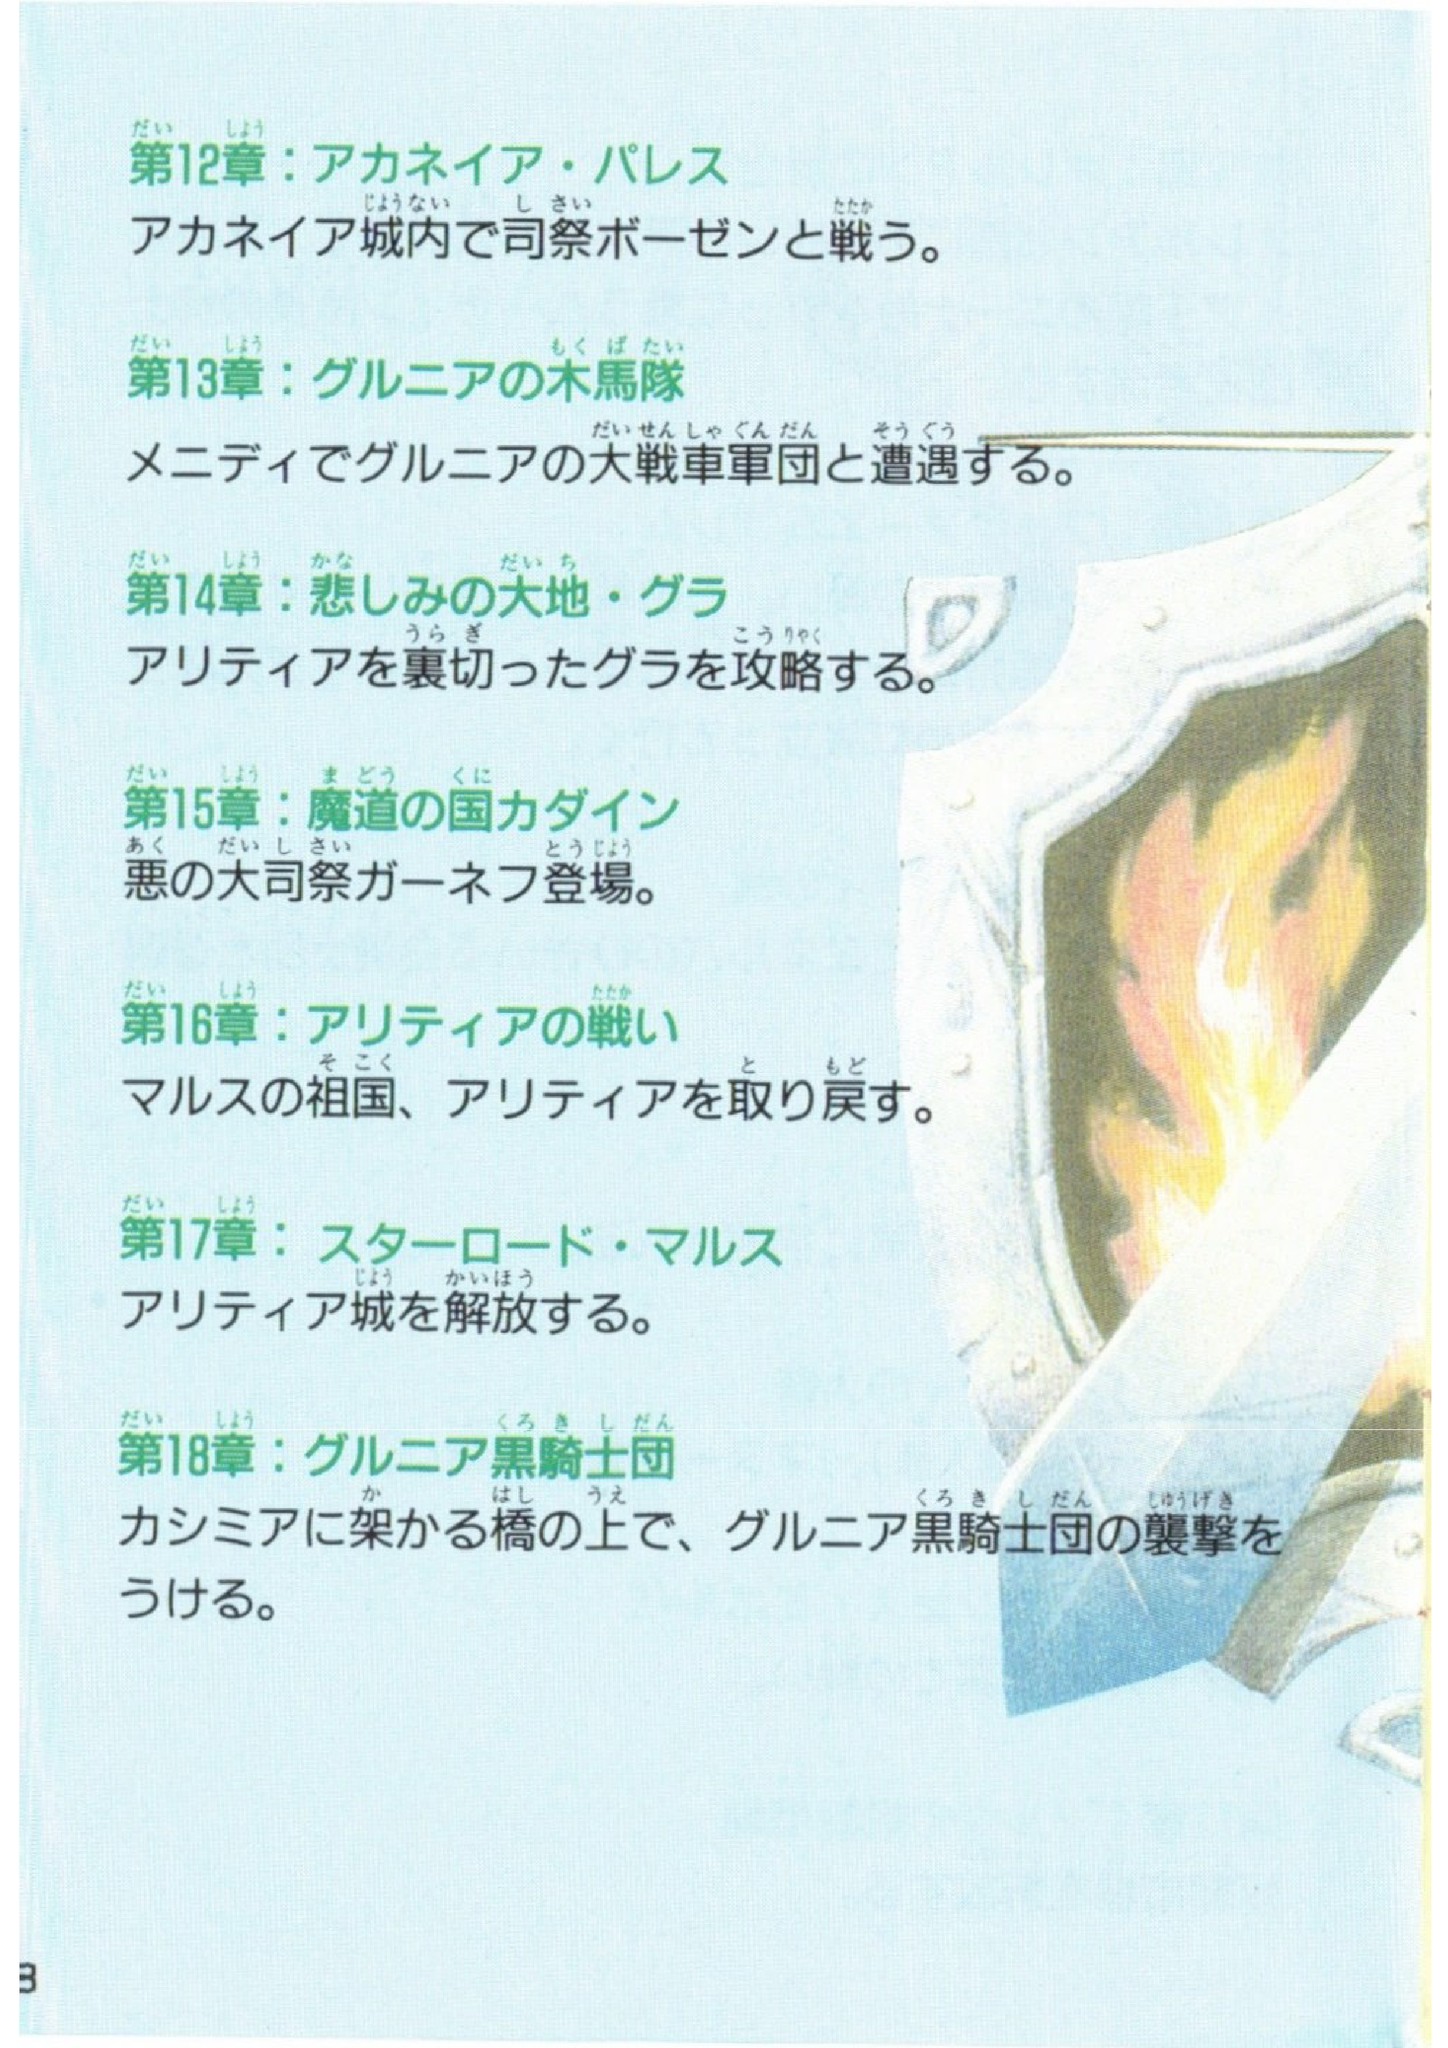 第12章：アカネイア・パレス
アカネイア城内で司祭ボーゼンと戦う。
第13章：グルニアの木馬隊
メニディでグルニアの大戦車軍団と遭遇する。
第14章：悲しみの大地・グラ
アリティアを裏切ったグラを攻略する。
第15章：魔道の国カダイン
悪の大司祭ガーネフ登場。
第16章：アリティアの戦い
マルスの祖国、アリティアを取り戻す。
第17章：スターロード・マルス
アリティア城を解放する。
第18章：グルニア黒騎士団
カシミアに架かる橋の上で、グルニア黒騎士団の襲撃を
うける。